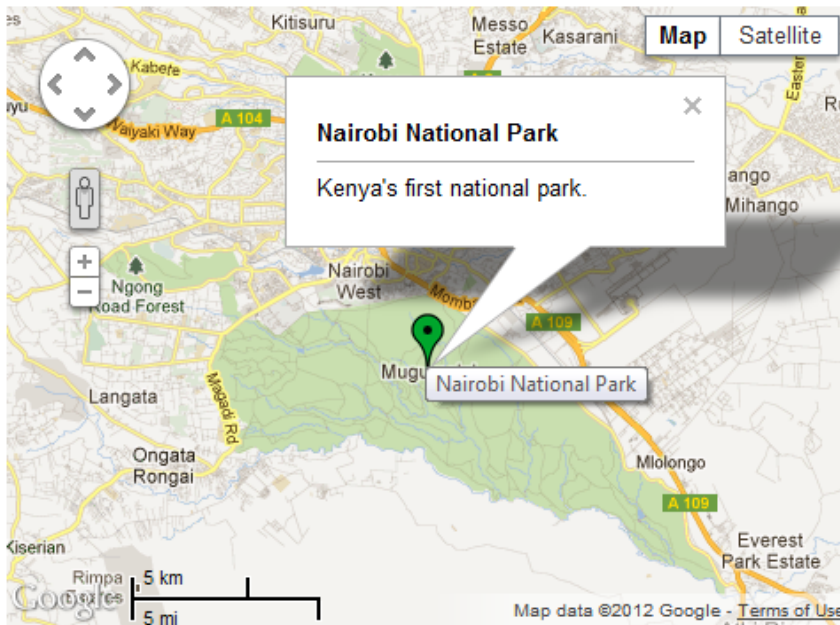 Kitisuru
Messo
Estate
Kasarani
Map
Satellite
Kabete
Eastern
A 104
Waiyaki Way
Nairobi National Park
Kenya's first national park.
Mihango
Nairobi
West
Ngong
Road Forest
A 109
Nairobi National Park
Langata
Magadi Rd
Ongata
Rongai
Mlolongo
A 109
Everest
Park Estate
Kiserian
Rimpa
5 km
Google
5 mi
Map data ©2012 Google - Terms of Use